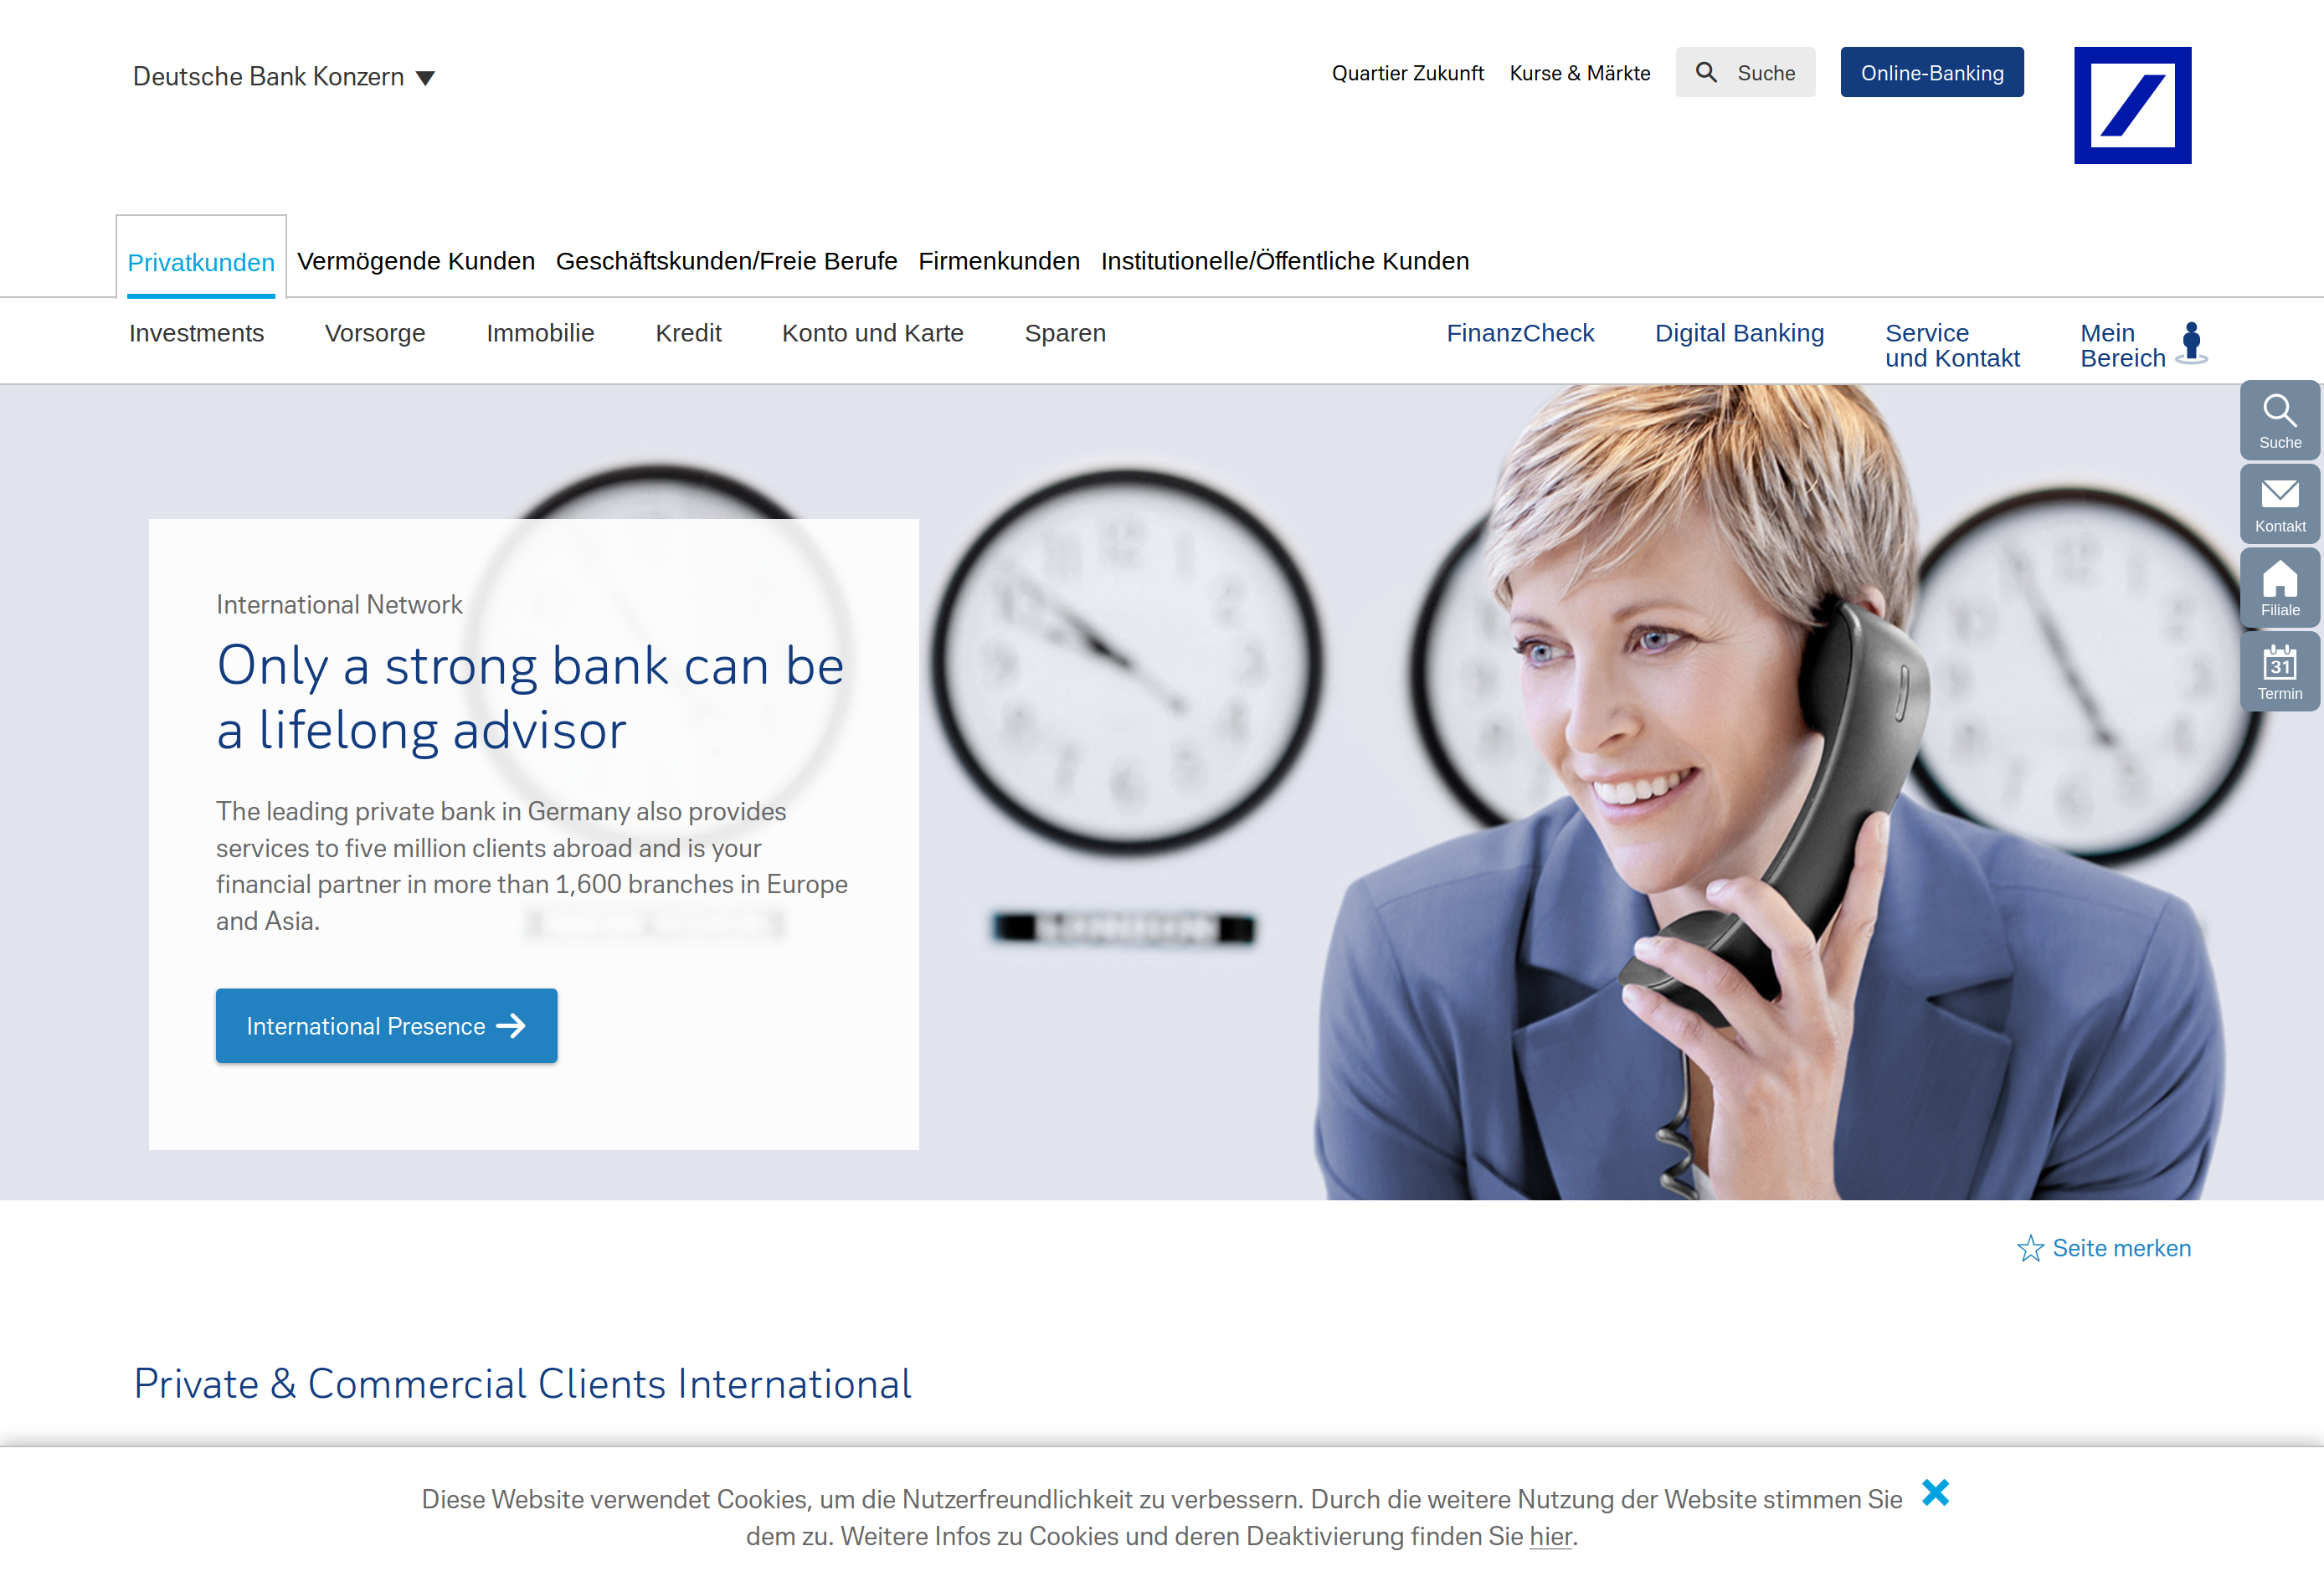 Deutsche Bank Konzern
Quartier Zukunft
Kurse & Märkte
Suche
Online-Banking
Privatkunden
Vermögende Kunden
Geschäftskunden/Freie Berufe
Firmenkunden
Institutionelle/Öffentliche Kunden
Investments
Vorsorge
Immobilie
Kredit
Konto und Karte
Sparen
FinanzCheck
Digital Banking
Service
und Kontakt
Mein
Bereich
Suche
Kontakt
Filiale
31
Termin
International Network
Only a strong bank can be
a lifelong advisor
The leading private bank in Germany also provides
services to five million clients abroad and is your
financial partner in more than 1,600 branches in Europe
and Asia.
International Presence
LONDON
Seite merken
Private & Commercial Clients International
Diese Website verwendet Cookies, um die Nutzerfreundlichkeit zu verbessern. Durch die weitere Nutzung der Website stimmen Sie
dem zu. Weitere Infos zu Cookies und deren Deaktivierung finden Sie hier.